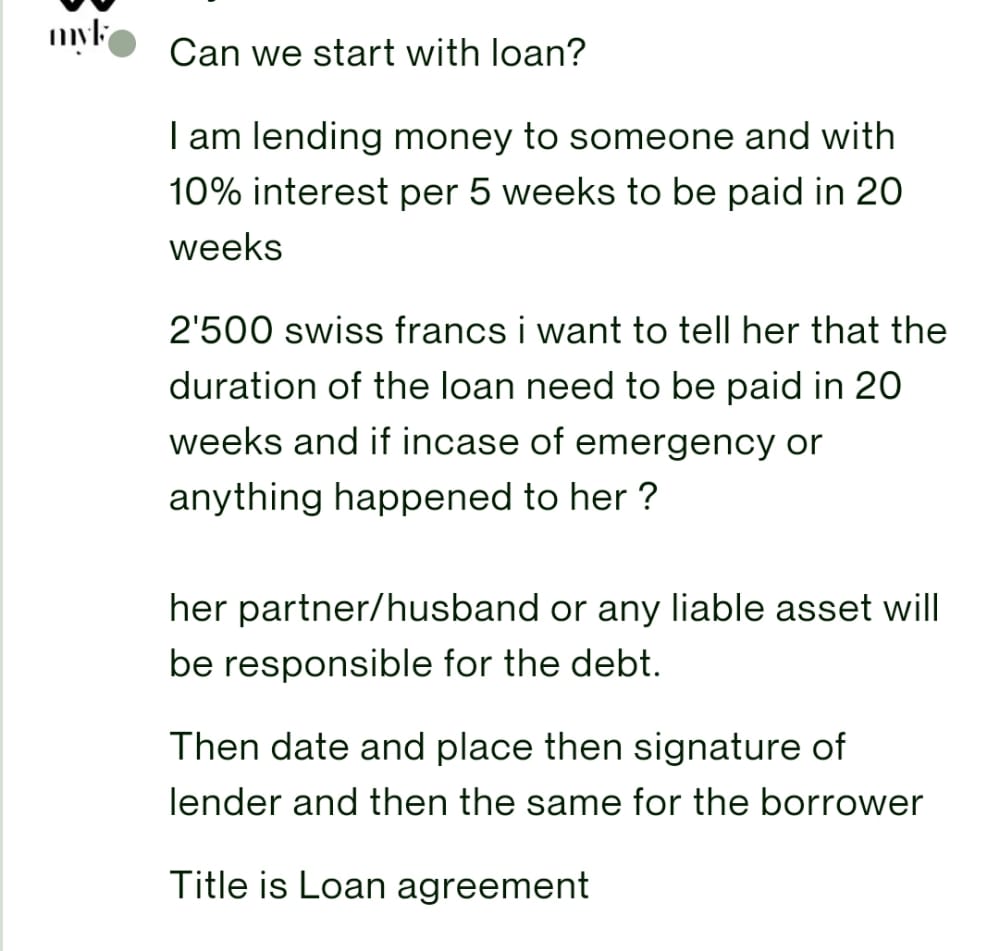 Can we start with loan?
I am lending money to someone and with
10% interest per 5 weeks to be paid in 20
weeks
2'500 swiss francs i want to tell her that the
duration of the loan need to be paid in 20
weeks and if incase of emergency or
anything happened to her ?
her partner/husband or any liable asset will
be responsible for the debt.
Then date and place then signature of
lender and then the same for the borrower
Title is Loan agreement